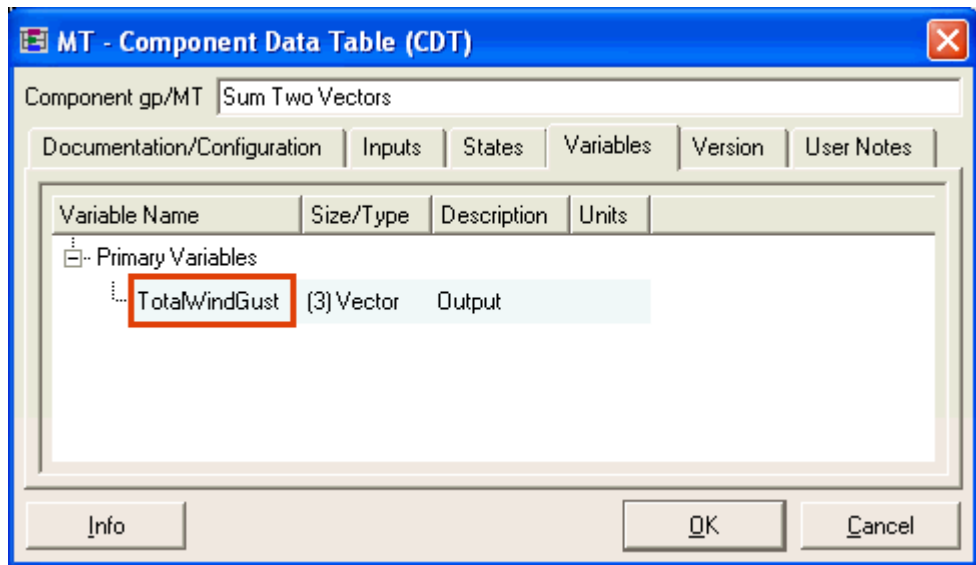 MT - Component Data Table (CDT)
Component gp/MT Sum Two Vectors
Documentation/Configuration Inputs States Variables Version User Notes
Variable Name Size/Type Description Units
Primary Variables
TotalWindGust (3) Vector Output
Info OK Cancel